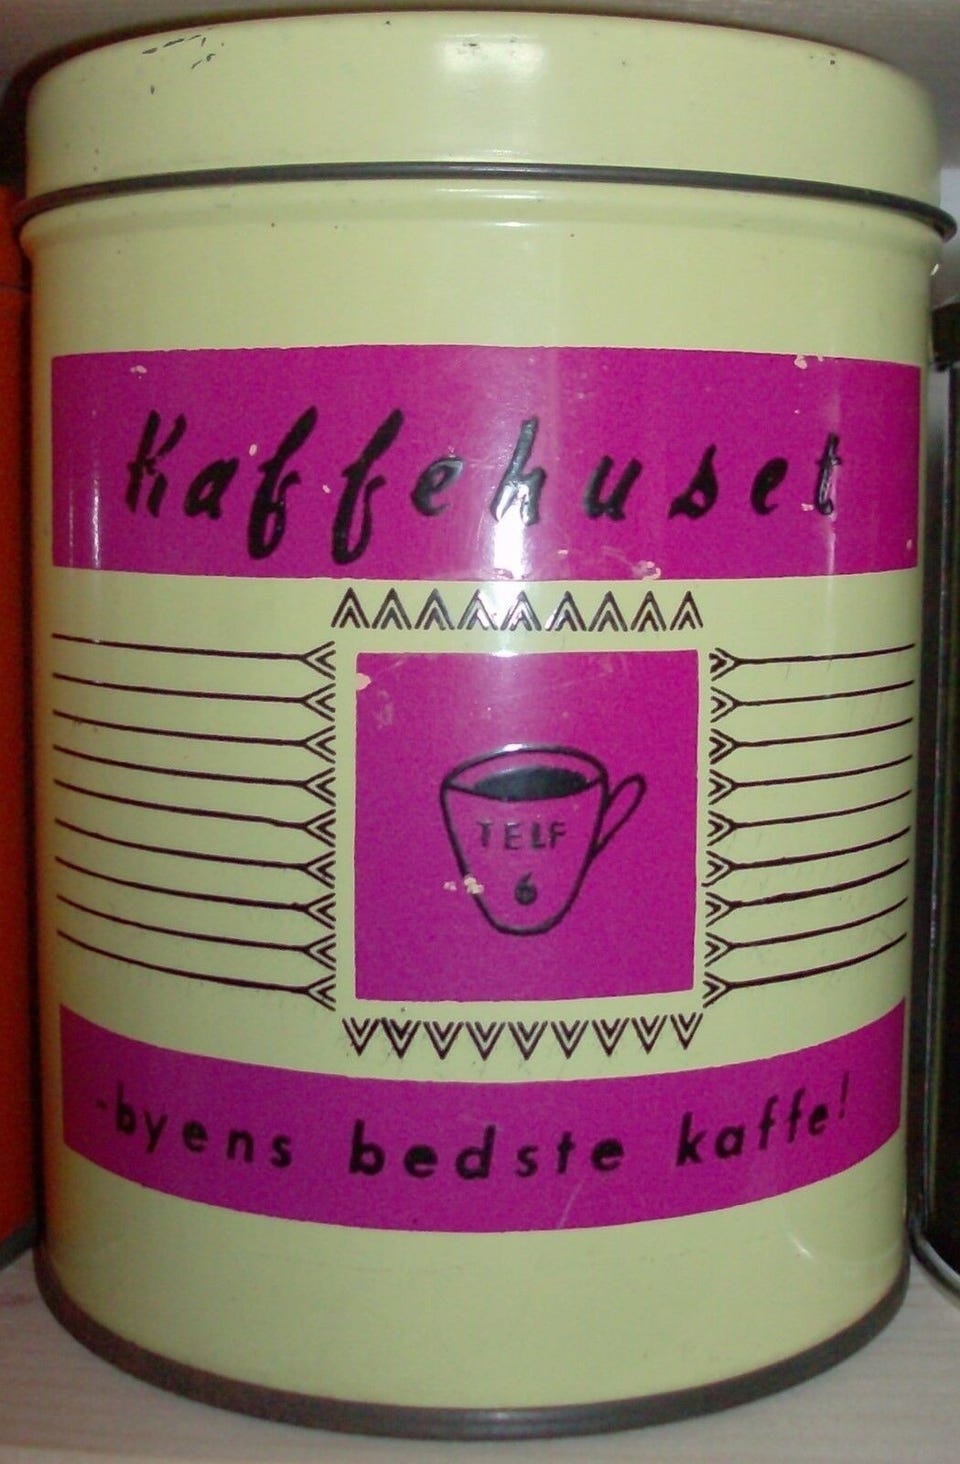 Kaffehuset
TELF
6
-byens bedste kaffe!